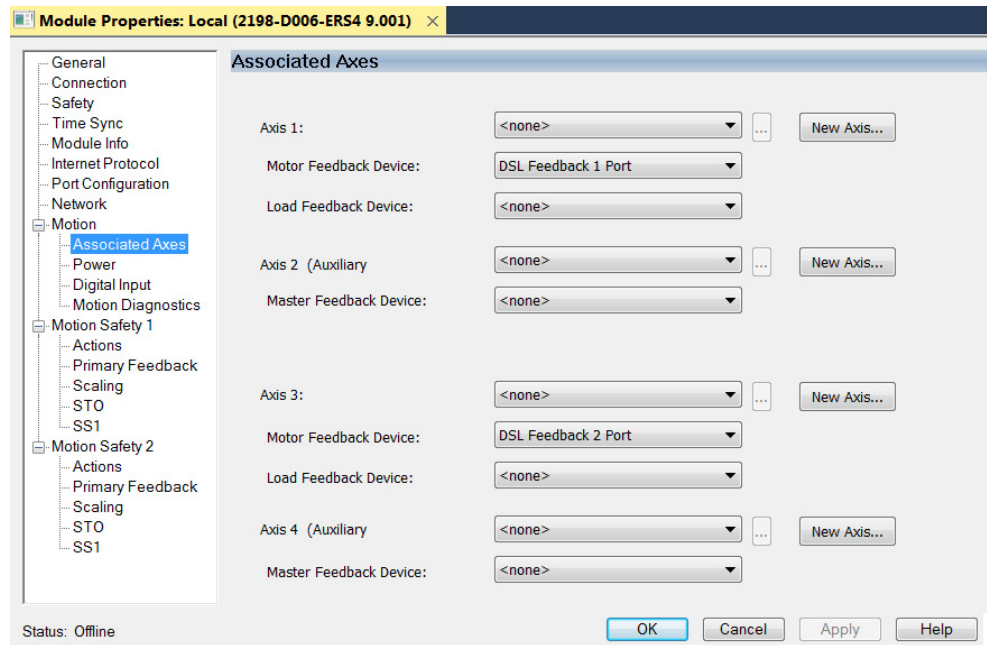 Module Properties: Local (2198-D006-ERS4 9.001) ×
General
Connection
Safety
Time Sync
Module Info
Internet Protocol
Port Configuration
Network
Motion
Associated Axes
Power
Digital Input
Motion Diagnostics
Motion Safety 1
Actions
Primary Feedback
Scaling
STO
SS1
Motion Safety 2
Actions
Primary Feedback
Scaling
STO
SS1
Associated Axes
Axis 1: <none> ... New Axis...
Motor Feedback Device: DSL Feedback 1 Port
Load Feedback Device: <none>
Axis 2 (Auxiliary <none> ... New Axis...
Master Feedback Device: <none>
Axis 3: <none> ... New Axis...
Motor Feedback Device: DSL Feedback 2 Port
Load Feedback Device: <none>
Axis 4 (Auxiliary <none> ... New Axis...
Master Feedback Device: <none>
Status: Offline OK Cancel Apply Help